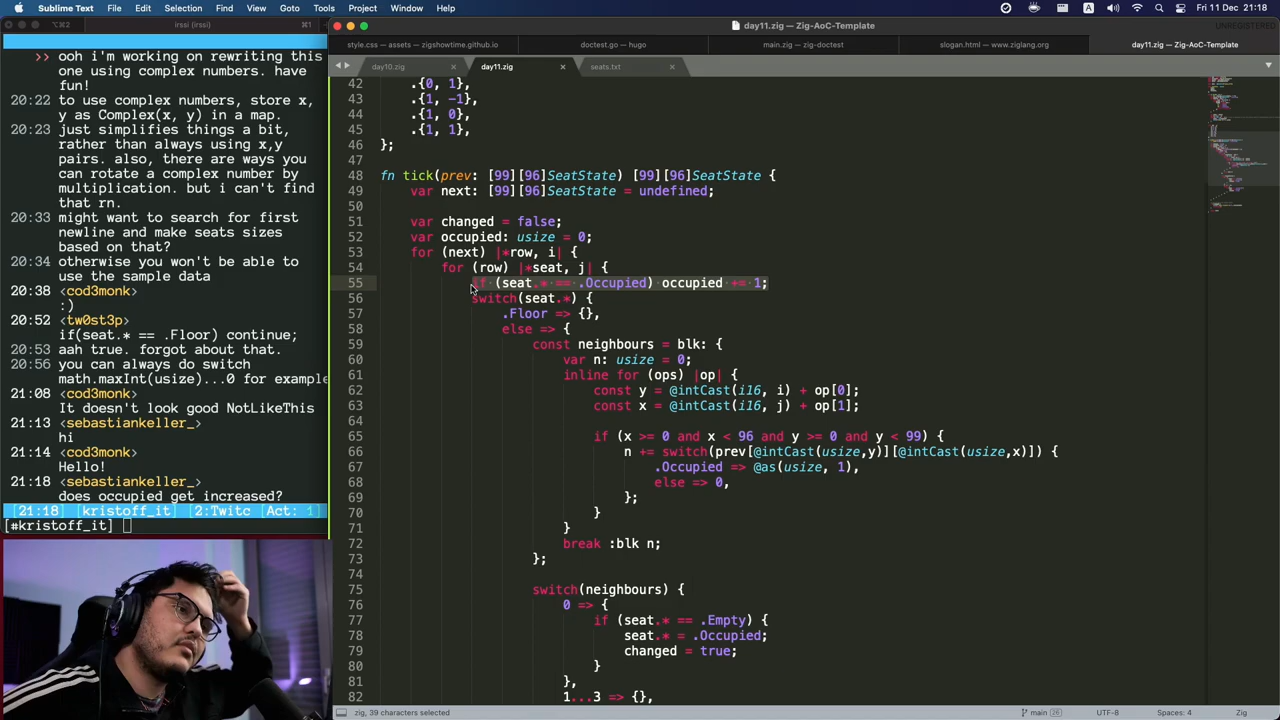 Sublime Text File Edit Selection Find View Goto Tools Project Window Help
Fri 11 Dec 21:18
⌥⌘2 irssi (irssi) ⌘1
day11.zig — Zig-AoC-Template
UNREGISTERED
style.css — assets — zigshowtime.github.io
doctest.go — hugo
main.zig — zig-doctest
slogan.html — www.ziglang.org
day11.zig — Zig-AoC-Template
day10.zig
day11.zig
seats.txt
>> ooh i'm working on rewriting this
one using complex numbers. have
fun!
20:22 to use complex numbers, store x,
y as Complex(x, y) in a map.
20:23 just simplifies things a bit,
rather than always using x,y
pairs. also, there are ways you
can rotate a complex number by
multiplication. but i can't find
that rn.
20:33 might want to search for first
newline and make seats sizes
based on that?
otherwise you won't be able to
use the sample data
20:38 <cod3monk>
:)
20:52 <tw0st3p>
if(seat.* == .Floor) continue;
20:53 aah true. forgot about that.
20:56 you can always do switch
math.maxInt(usize)...0 for example
21:08 <cod3monk>
It doesn't look good NotLikeThis
21:13 <sebastiankeller_>
hi
21:14 <cod3monk>
Hello!
21:18 <sebastiankeller_>
does occupied get increased?
[21:18] [kristoff_it] [2:Twitc [Act: 1]
[#kristoff_it]
42 .{0, 1},
43 .{1, -1},
44 .{1, 0},
45 .{1, 1},
46 };
47
48 fn tick(prev: [99][96]SeatState) [99][96]SeatState {
49 var next: [99][96]SeatState = undefined;
50
51 var changed = false;
52 var occupied: usize = 0;
53 for (next) |*row, i| {
54 for (row) |*seat, j| {
55 if (seat.* == .Occupied) occupied += 1;
56 switch(seat.*) {
57 .Floor => {},
58 else => {
59 const neighbours = blk: {
60 var n: usize = 0;
61 inline for (ops) |op| {
62 const y = @intCast(i16, i) + op[0];
63 const x = @intCast(i16, j) + op[1];
64
65 if (x >= 0 and x < 96 and y >= 0 and y < 99) {
66 n += switch(prev[@intCast(usize,y)][@intCast(usize,x)]) {
67 .Occupied => @as(usize, 1),
68 else => 0,
69 };
70 }
71 }
72 break :blk n;
73 };
74
75 switch(neighbours) {
76 0 => {
77 if (seat.* == .Empty) {
78 seat.* = .Occupied;
79 changed = true;
80 }
81 },
82 1...3 => {},
zig, 39 characters selected
main 26
UTF-8
Spaces: 4
Zig